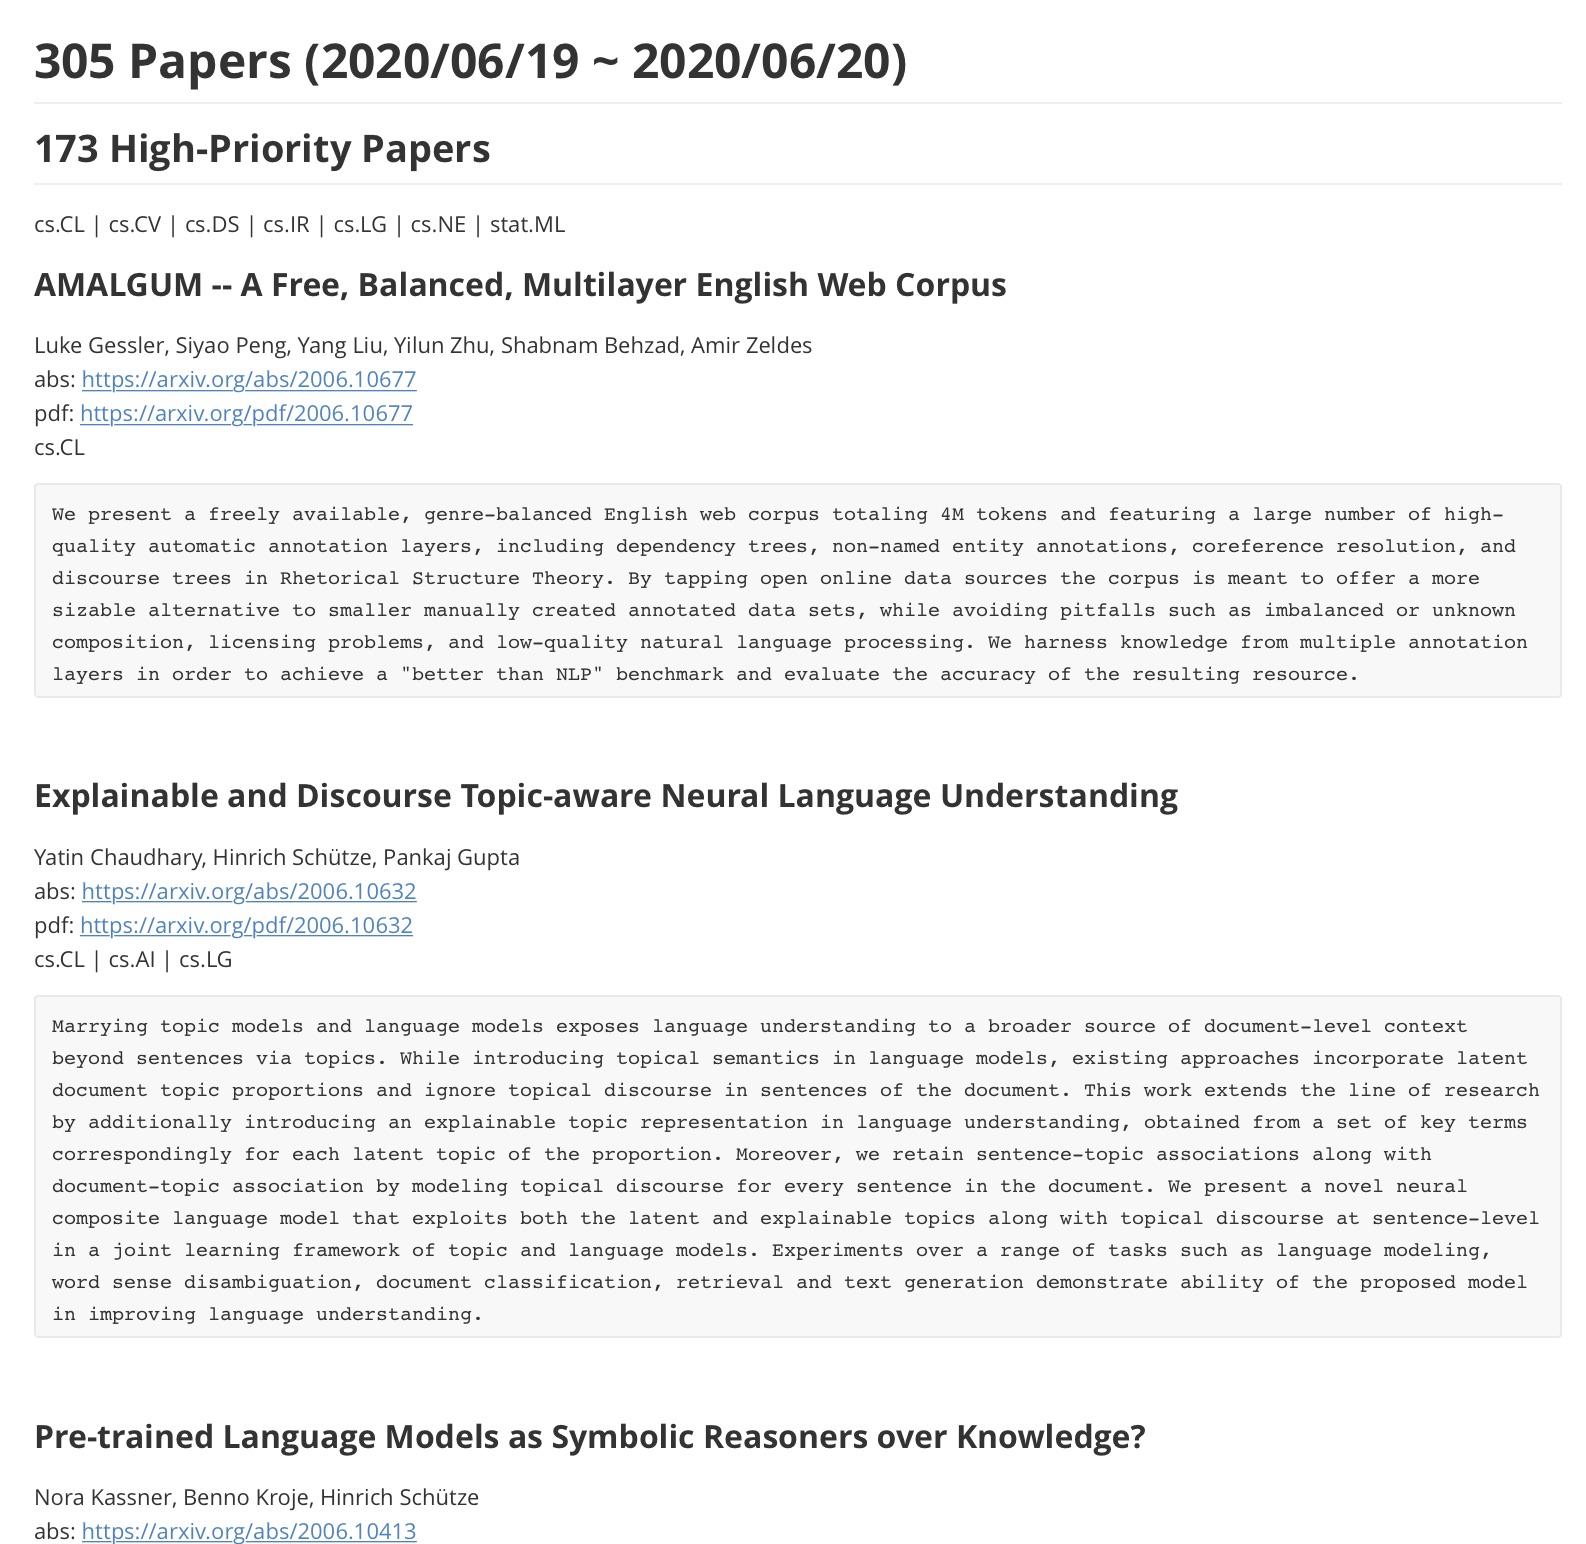 305 Papers (2020/06/19 ~ 2020/06/20)
173 High-Priority Papers
cs.CL | cs.CV | cs.DS | cs.IR | cs.LG | cs.NE | stat.ML
AMALGUM -- A Free, Balanced, Multilayer English Web Corpus
Luke Gessler, Siyao Peng, Yang Liu, Yilun Zhu, Shabnam Behzad, Amir Zeldes
abs: https://arxiv.org/abs/2006.10677
pdf: https://arxiv.org/pdf/2006.10677
cs.CL
We present a freely available, genre-balanced English web corpus totaling 4M tokens and featuring a large number of high-
quality automatic annotation layers, including dependency trees, non-named entity annotations, coreference resolution, and
discourse trees in Rhetorical Structure Theory. By tapping open online data sources the corpus is meant to offer a more
sizable alternative to smaller manually created annotated data sets, while avoiding pitfalls such as imbalanced or unknown
composition, licensing problems, and low-quality natural language processing. We harness knowledge from multiple annotation
layers in order to achieve a "better than NLP" benchmark and evaluate the accuracy of the resulting resource.
Explainable and Discourse Topic-aware Neural Language Understanding
Yatin Chaudhary, Hinrich Schütze, Pankaj Gupta
abs: https://arxiv.org/abs/2006.10632
pdf: https://arxiv.org/pdf/2006.10632
cs.CL | cs.AI | cs.LG
Marrying topic models and language models exposes language understanding to a broader source of document-level context
beyond sentences via topics. While introducing topical semantics in language models, existing approaches incorporate latent
document topic proportions and ignore topical discourse in sentences of the document. This work extends the line of research
by additionally introducing an explainable topic representation in language understanding, obtained from a set of key terms
correspondingly for each latent topic of the proportion. Moreover, we retain sentence-topic associations along with
document-topic association by modeling topical discourse for every sentence in the document. We present a novel neural
composite language model that exploits both the latent and explainable topics along with topical discourse at sentence-level
in a joint learning framework of topic and language models. Experiments over a range of tasks such as language modeling,
word sense disambiguation, document classification, retrieval and text generation demonstrate ability of the proposed model
in improving language understanding.
Pre-trained Language Models as Symbolic Reasoners over Knowledge?
Nora Kassner, Benno Kroje, Hinrich Schütze
abs: https://arxiv.org/abs/2006.10413